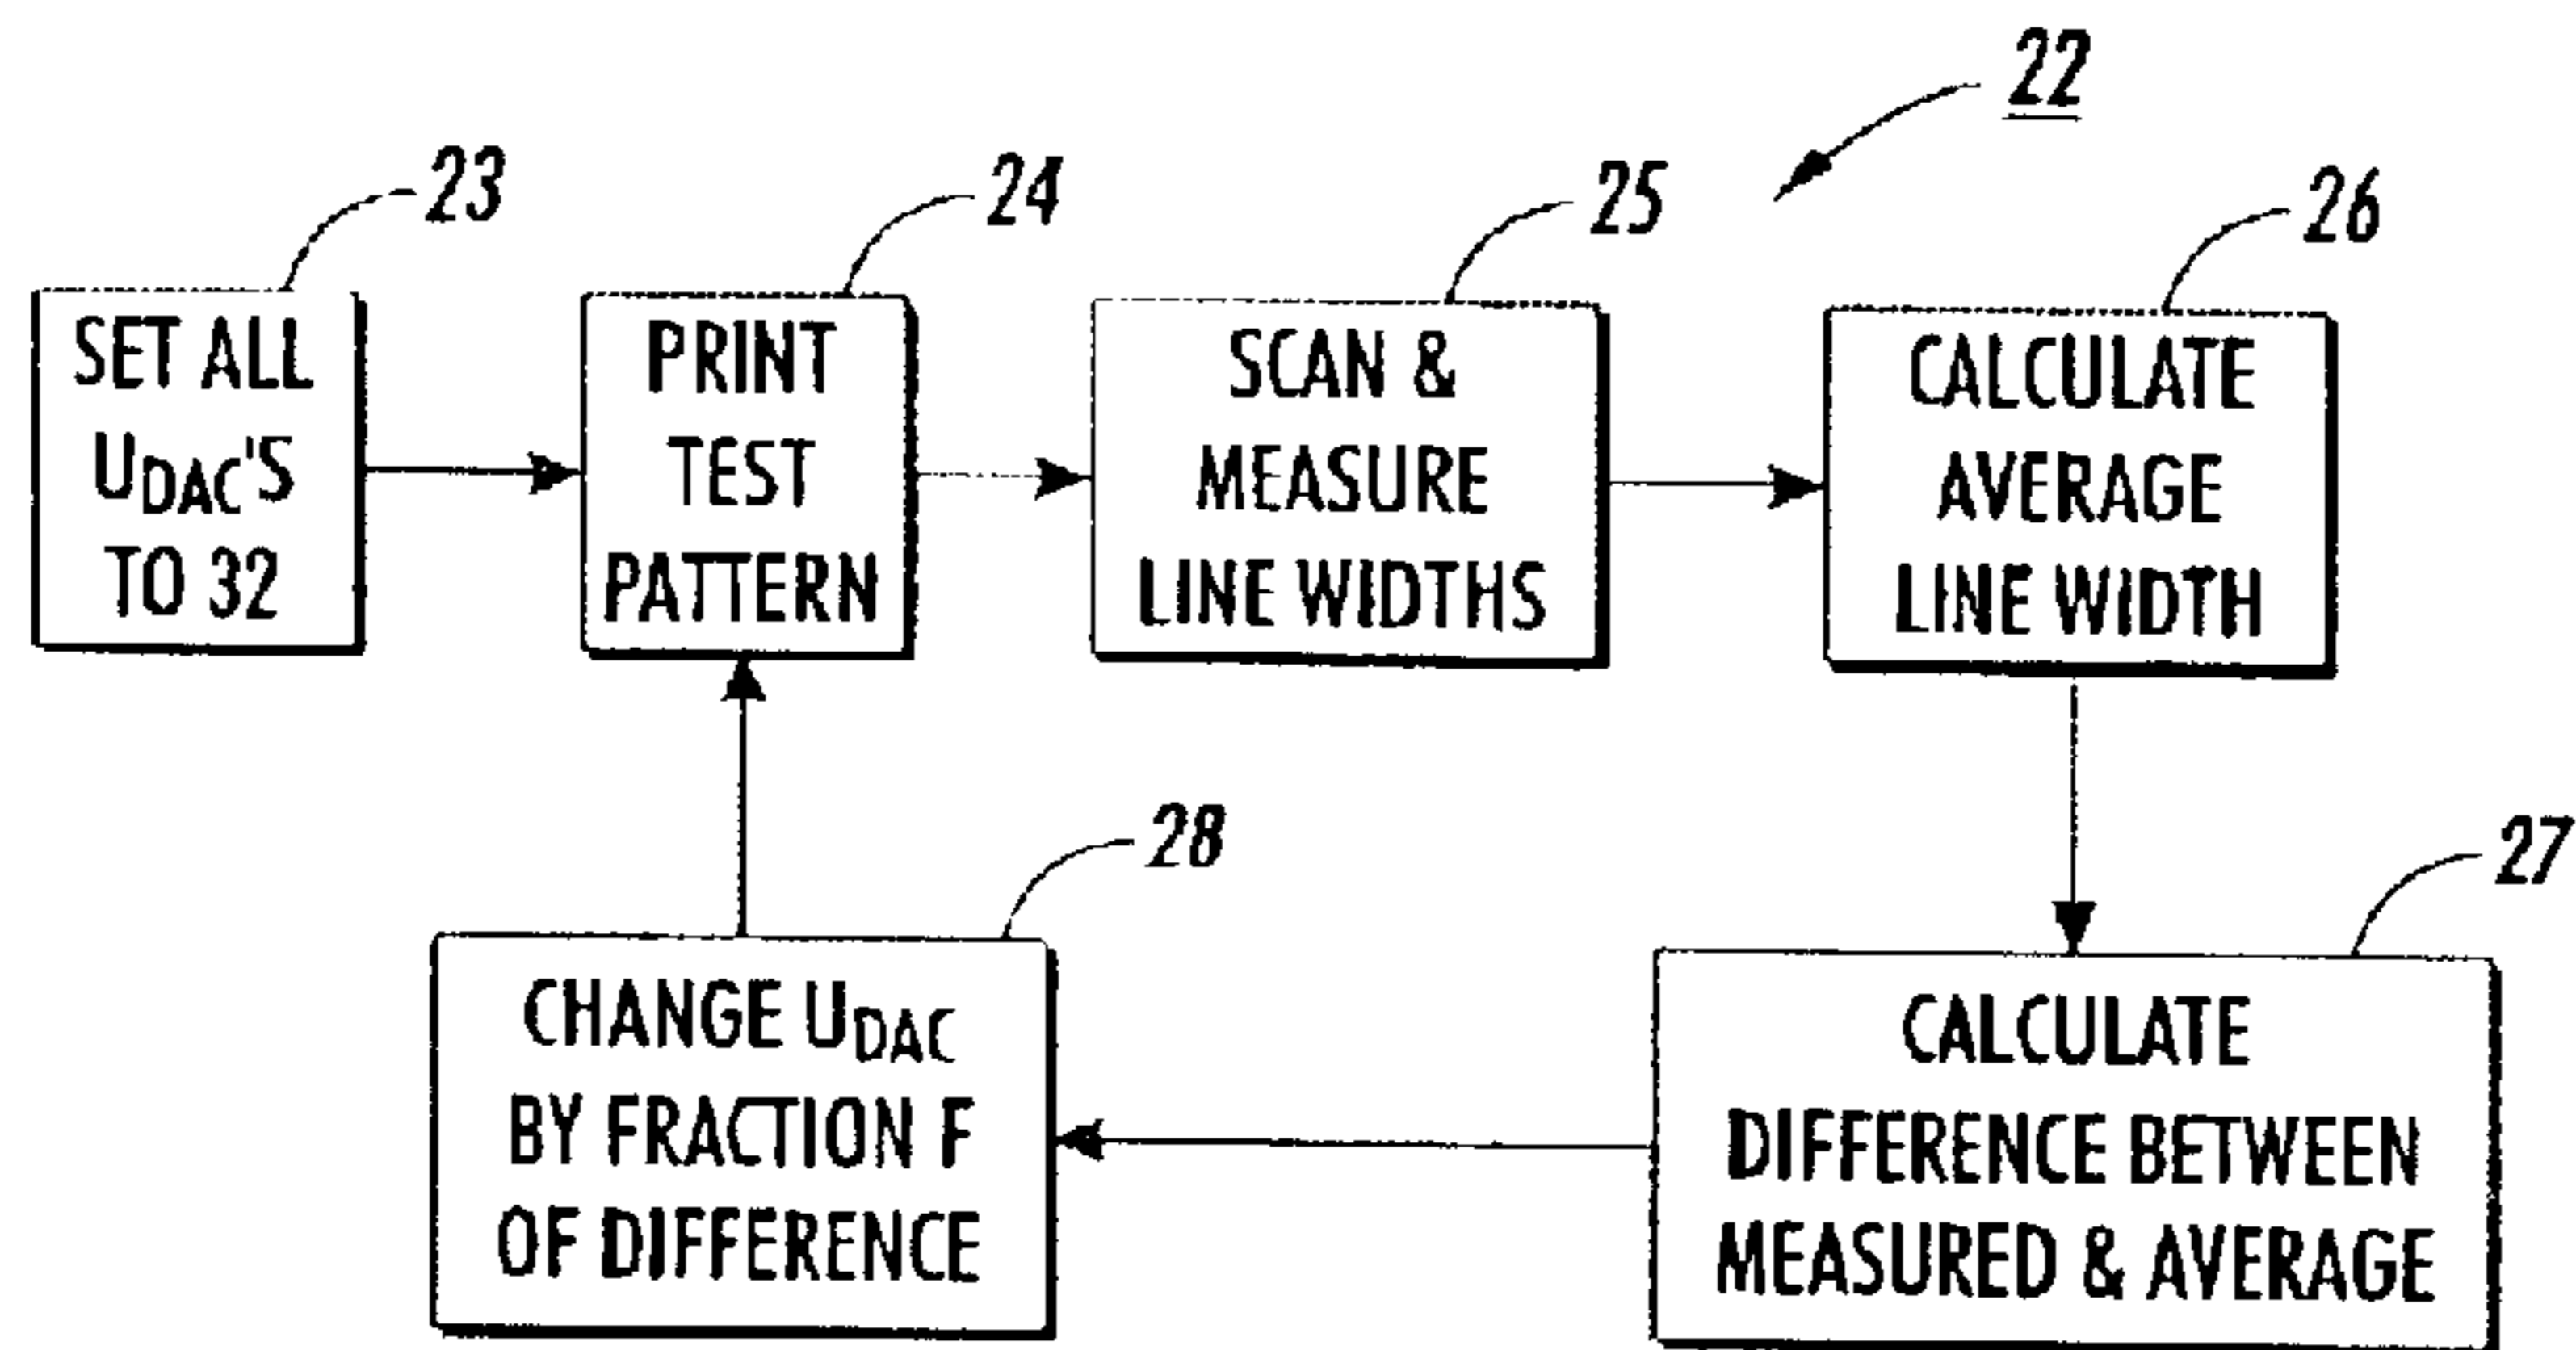 22
23
SET ALL
UDAC'S
TO 32
24
PRINT
TEST
PATTERN
25
SCAN &
MEASURE
LINE WIDTHS
26
CALCULATE
AVERAGE
LINE WIDTH
27
CALCULATE
DIFFERENCE BETWEEN
MEASURED & AVERAGE
28
CHANGE UDAC
BY FRACTION F
OF DIFFERENCE